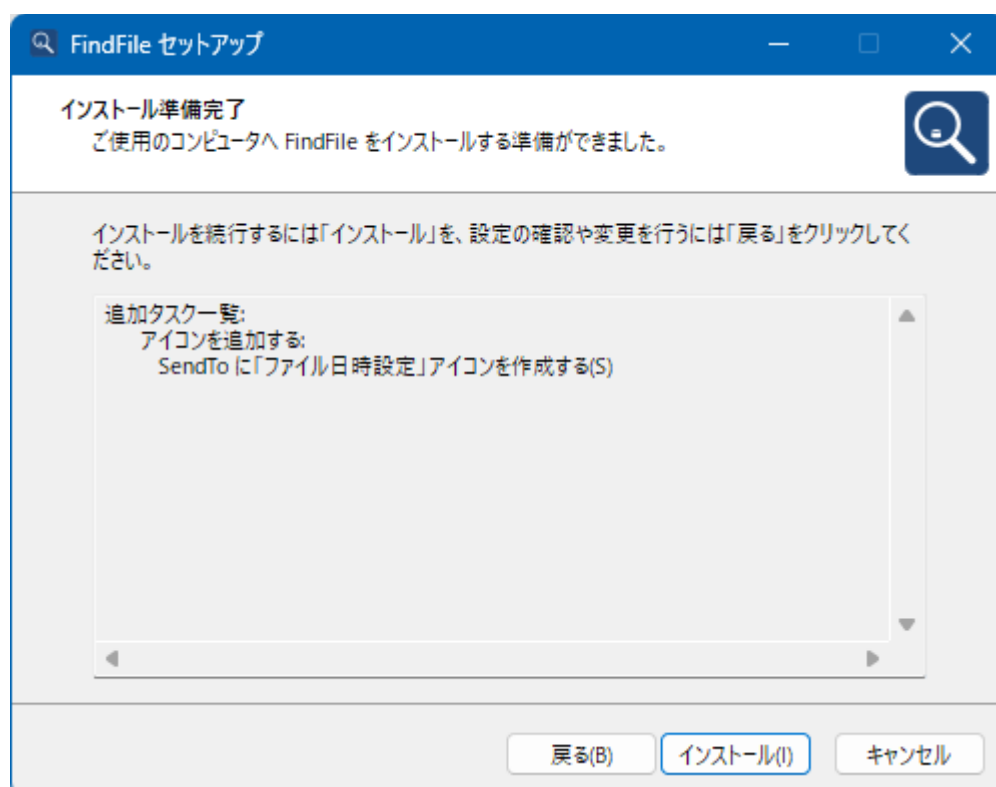 FindFile セットアップ
インストール準備完了
ご使用のコンピュータへ FindFile をインストールする準備ができました。
インストールを続行するには「インストール」を、設定の確認や変更を行うには「戻る」をクリックしてく
ださい。
追加タスク一覧:
アイコンを追加する:
SendTo に「ファイル日時設定」アイコンを作成する(S)
戻る(B) インストール(I) キャンセル